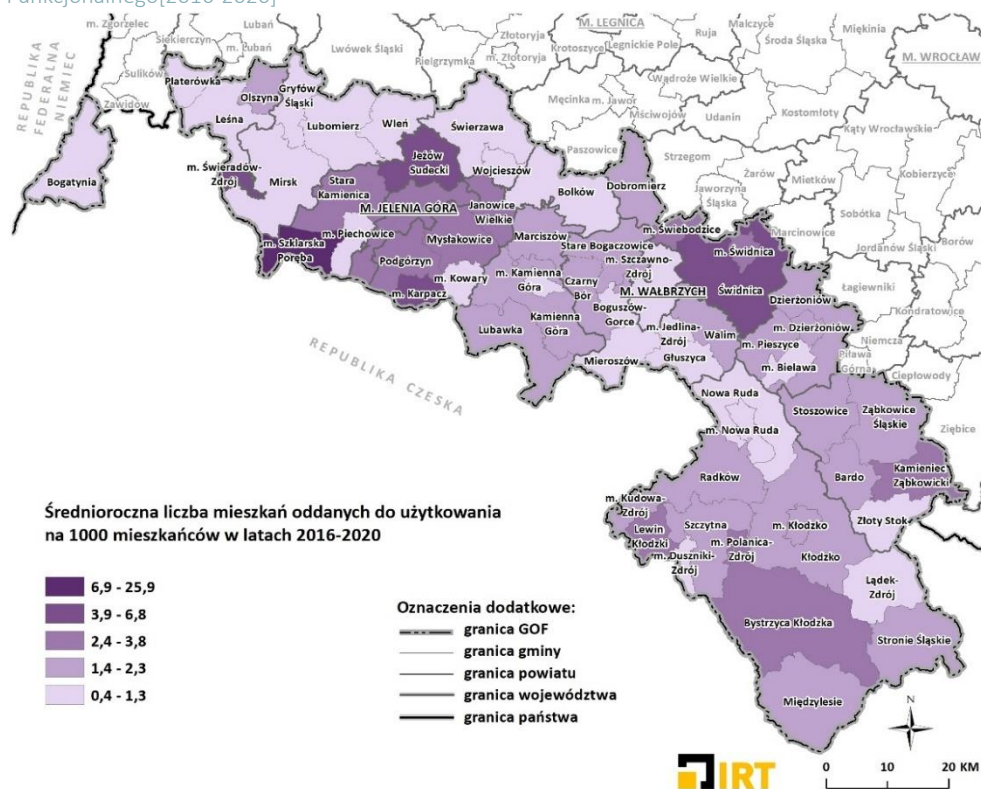 Funkcjonalnego[2016-2020]
m. Zgorzelec
Lubań
Siekierczyn
m. Lubań
Sulików
Zawidów
REPUBLIKA
FEDERALNA
NIEMIEC
Lwówek Śląski
Pielgrzymka
Złotoryja
m. Złotoryja
M. LEGNICA
Krotoszyce
Legnickie Pole
Ruja
Malczyce
Środa Śląska
Miękinia
M. WROCŁAW
Wądroże Wielkie
Męcinka
m. Jawor
Mściwojów
Udanin
Kostomłoty
Kąty Wrocławskie
Paszowice
Strzegom
Żarów
Mietków
Kobierzyce
Jaworzyna
Śląska
Sobótka
Marcinowice
Jordanów Śląski
Borów
Łagiewniki
Kondratowice
Niemcza
Piława
Górna
Ciepłowody
Ziębice
Platerówka
Olszyna
Gryfów
Śląski
Leśna
Lubomierz
Wleń
Świerzawa
Bogatynia
m. Świeradów-
Zdrój
Mirsk
Stara
Kamienica
Jeżów
Sudecki
Wojcieszów
Bolków
Dobromierz
M. JELENIA GÓRA
Janowice
Wielkie
m. Piechowice
m. Szklarska
Poręba
Mysłakowice
Podgórzyn
m. Karpacz
m. Kowary
Marciszów
m. Kamienna
Góra
Kamienna
Góra
Lubawka
Czarny
Bór
Stare Bogaczowice
m. Szczawno-
Zdrój
m. Świebodzice
M. WAŁBRZYCH
Boguszów-
Gorce
Mieroszów
m. Świdnica
Świdnica
m. Jedlina-
Zdrój
Głuszyca
Walim
Dzierżoniów
m. Dzierżoniów
m. Pieszyce
m. Bielawa
Nowa Ruda
m. Nowa Ruda
Stoszowice
Ząbkowice
Śląskie
Bardo
Kamieniec
Ząbkowicki
Złoty Stok
Radków
m. Kudowa-
Zdrój
Lewin
Kłodzki
m. Duszniki-
Zdrój
Szczytna
m. Polanica-
Zdrój
m. Kłodzko
Kłodzko
Lądek-
Zdrój
Bystrzyca Kłodzka
Stronie Śląskie
Międzylesie
REPUBLIKA CZESKA
Średnioroczna liczba mieszkań oddanych do użytkowania
na 1000 mieszkańców w latach 2016-2020
6,9 - 25,9
3,9 - 6,8
2,4 - 3,8
1,4 - 2,3
0,4 - 1,3
Oznaczenia dodatkowe:
granica GOF
granica gminy
granica powiatu
granica województwa
granica państwa
IRT
N
0 10 20 KM